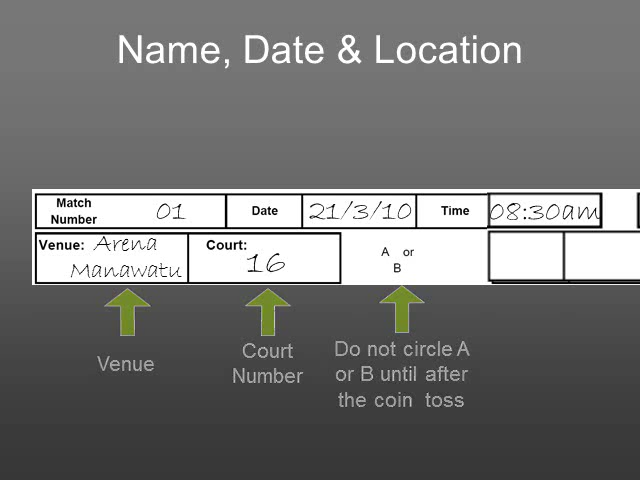 Name, Date & Location
Match Number 01 Date 21/3/10 Time 08:30am
Venue: Arena Manawatu Court: 16 A or B
Venue
Court Number
Do not circle A
or B until after
the coin toss